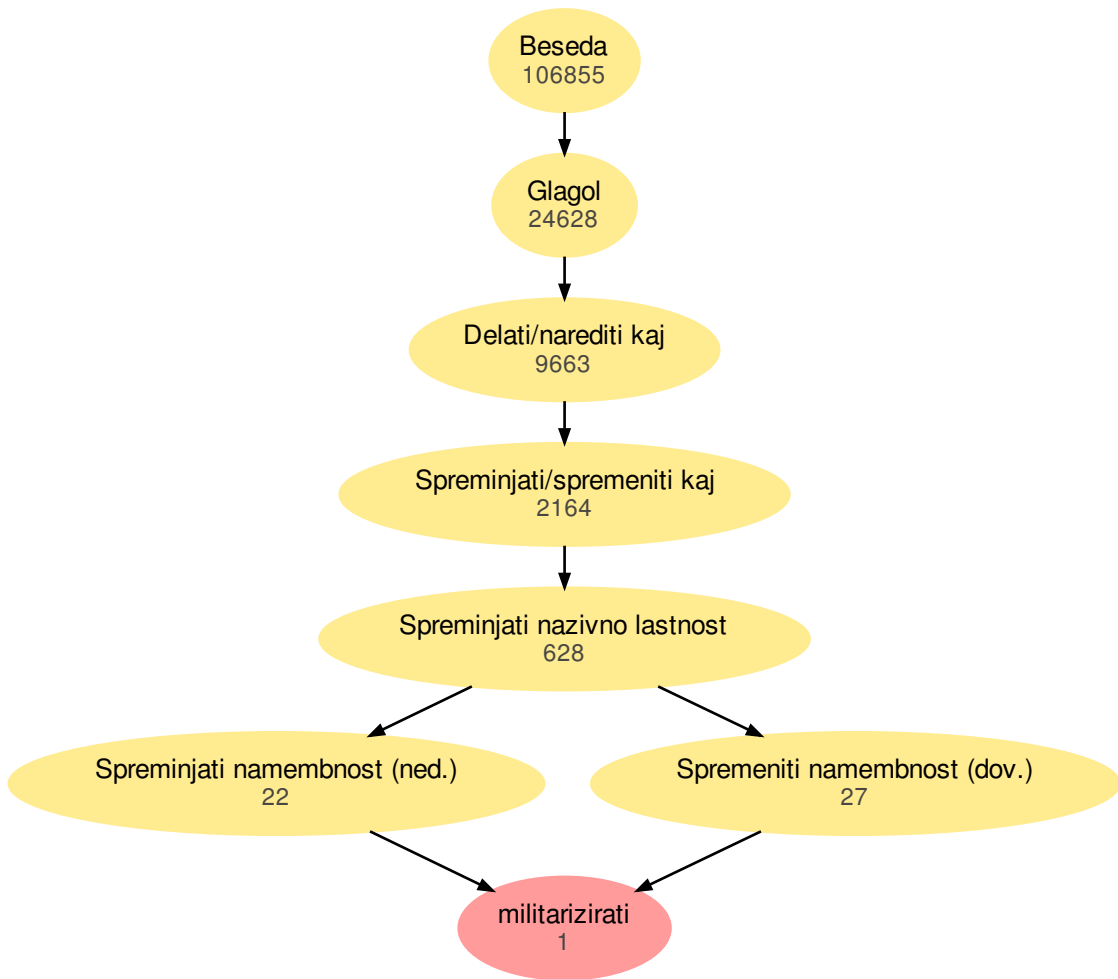 Beseda
106855
Glagol
24628
Delati/narediti kaj
9663
Spreminjati/spremeniti kaj
2164
Spreminjati nazivno lastnost
628
Spreminjati namembnost (ned.)
22
Spremeniti namembnost (dov.)
27
militarizirati
1